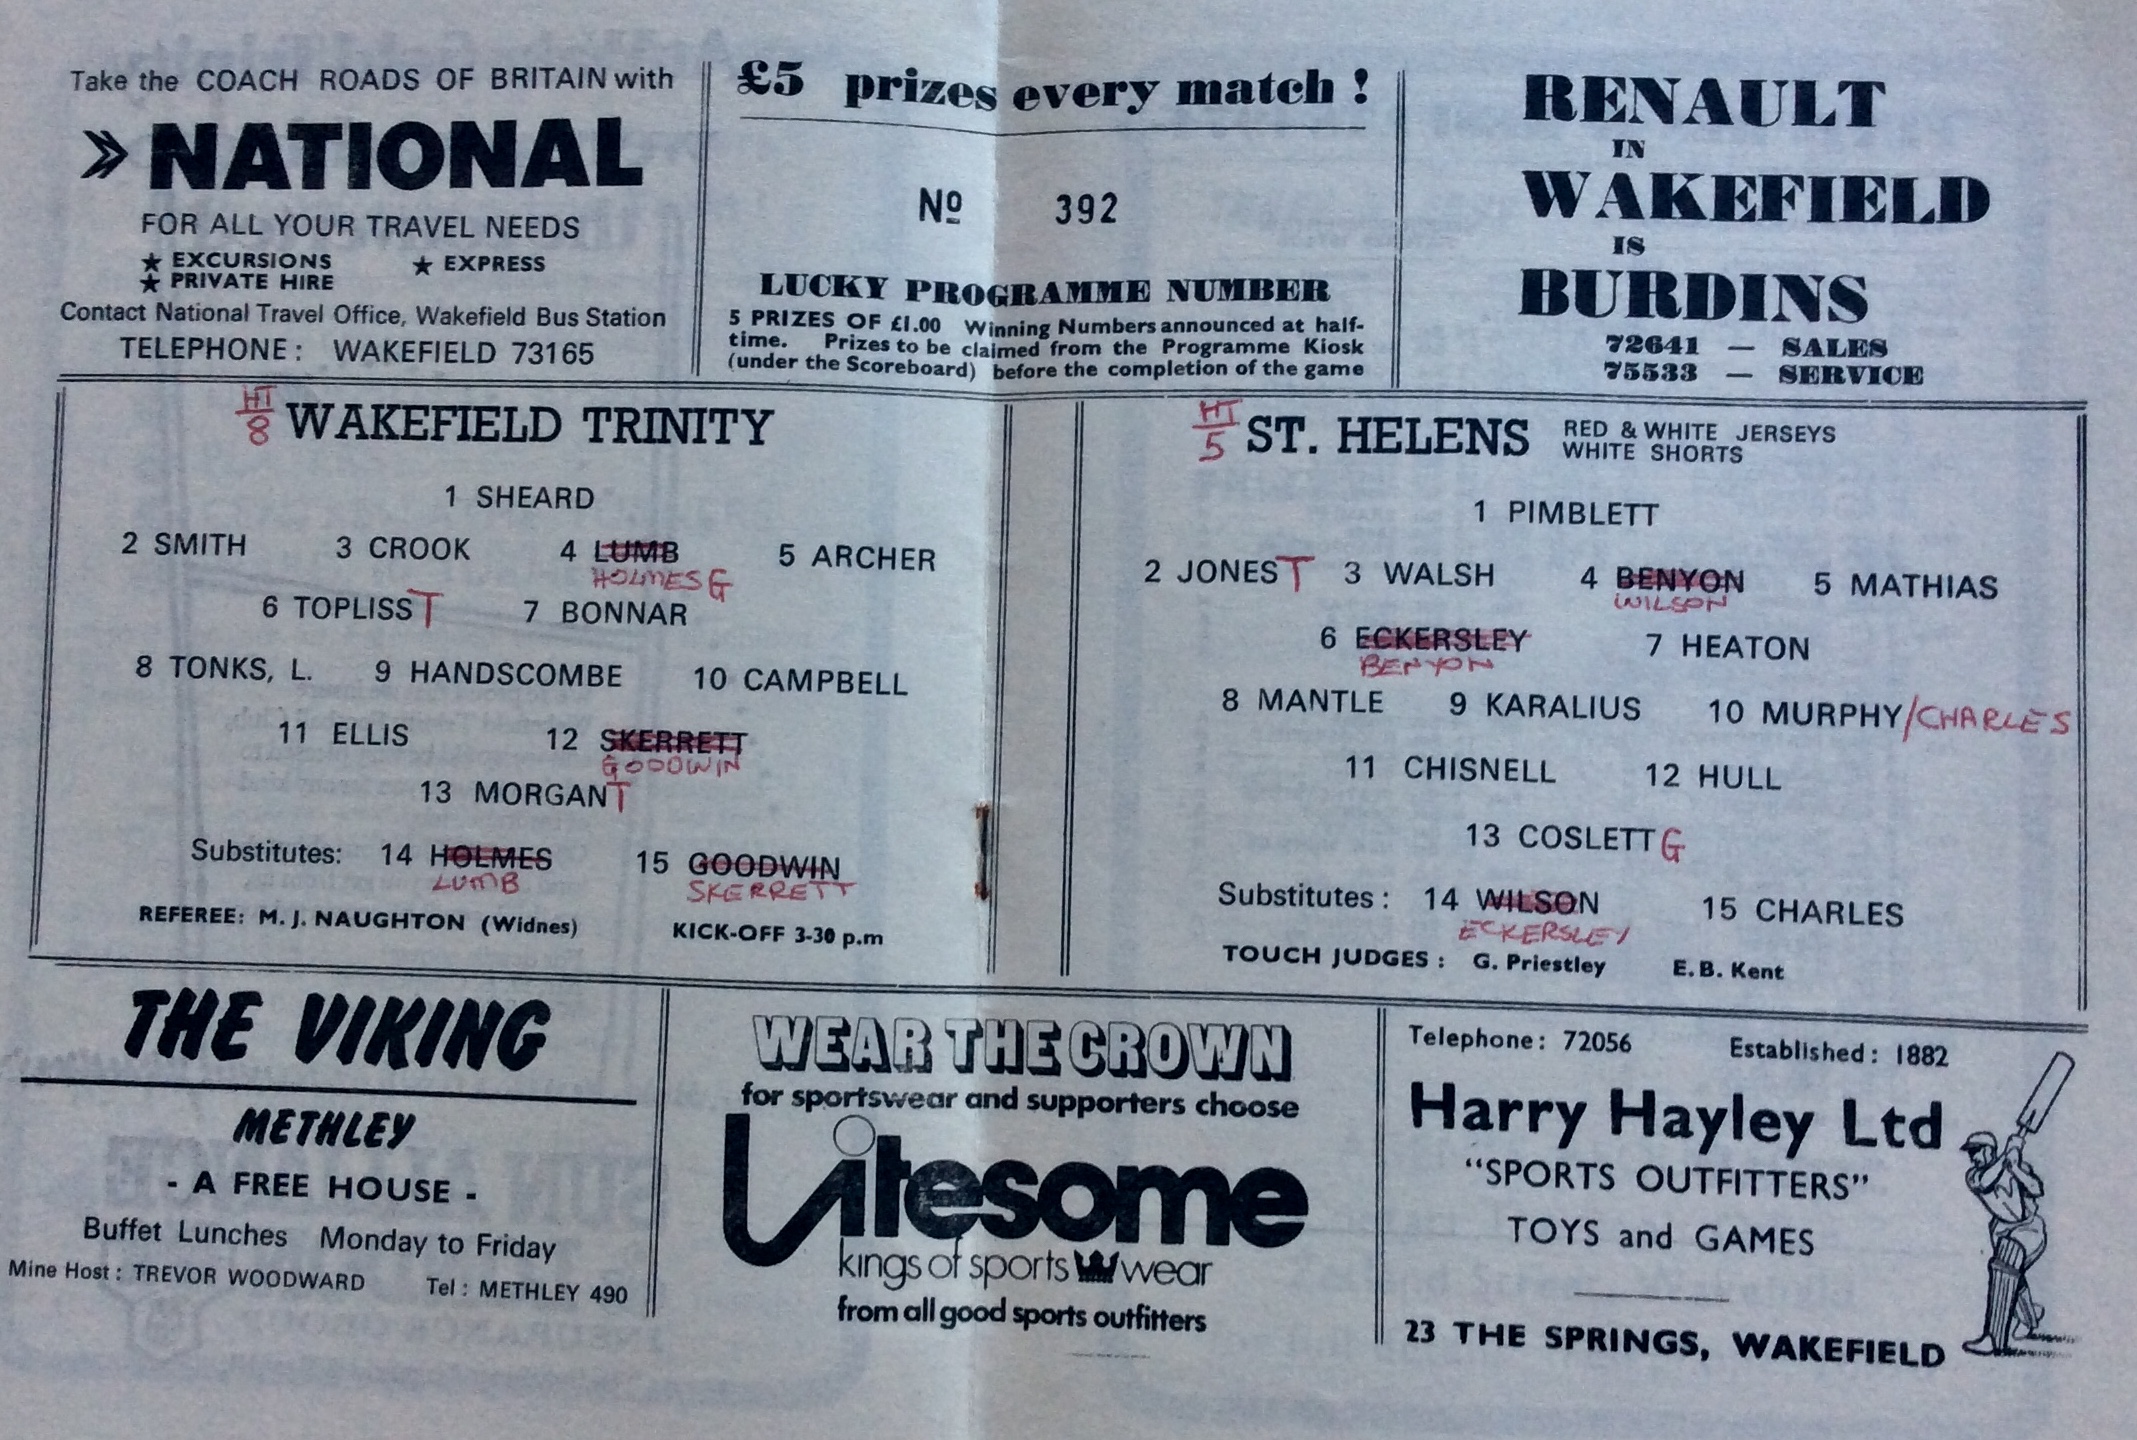 Take the COACH ROADS OF BRITAIN with
NATIONAL
FOR ALL YOUR TRAVEL NEEDS
★ EXCURSIONS ★ EXPRESS
★ PRIVATE HIRE
Contact National Travel Office, Wakefield Bus Station
TELEPHONE: WAKEFIELD 73165
£5 prizes every match !
Nº 392
LUCKY PROGRAMME NUMBER
5 PRIZES OF £1.00 Winning Numbers announced at half-
time. Prizes to be claimed from the Programme Kiosk
(under the Scoreboard) before the completion of the game
RENAULT
IN
WAKEFIELD
IS
BURDINS
72641 — SALES
75533 — SERVICE
HT
8
WAKEFIELD TRINITY
1 SHEARD
2 SMITH 3 CROOK 4 LUMB 5 ARCHER
HOLMES G
6 TOPLISS T 7 BONNAR
8 TONKS, L. 9 HANDSCOMBE 10 CAMPBELL
11 ELLIS 12 SKERRETT
GOODWIN
13 MORGAN T
Substitutes: 14 HOLMES 15 GOODWIN
LUMB SKERRETT
REFEREE: M. J. NAUGHTON (Widnes) KICK-OFF 3-30 p.m
HT
5
ST. HELENS
RED & WHITE JERSEYS
WHITE SHORTS
1 PIMBLETT
2 JONES T 3 WALSH 4 BENYON 5 MATHIAS
WILSON
6 ECKERSLEY 7 HEATON
BENYON
8 MANTLE 9 KARALIUS 10 MURPHY/CHARLES
11 CHISNELL 12 HULL
13 COSLETT G
Substitutes: 14 WILSON 15 CHARLES
ECKERSLEY
TOUCH JUDGES: G. Priestley E. B. Kent
THE VIKING
METHLEY
- A FREE HOUSE -
Buffet Lunches Monday to Friday
Mine Host: TREVOR WOODWARD Tel: METHLEY 490
WEAR THE CROWN
for sportswear and supporters choose
Litesome
kings of sports wear
from all good sports outfitters
Telephone: 72056 Established: 1882
Harry Hayley Ltd
"SPORTS OUTFITTERS"
TOYS and GAMES
23 THE SPRINGS, WAKEFIELD